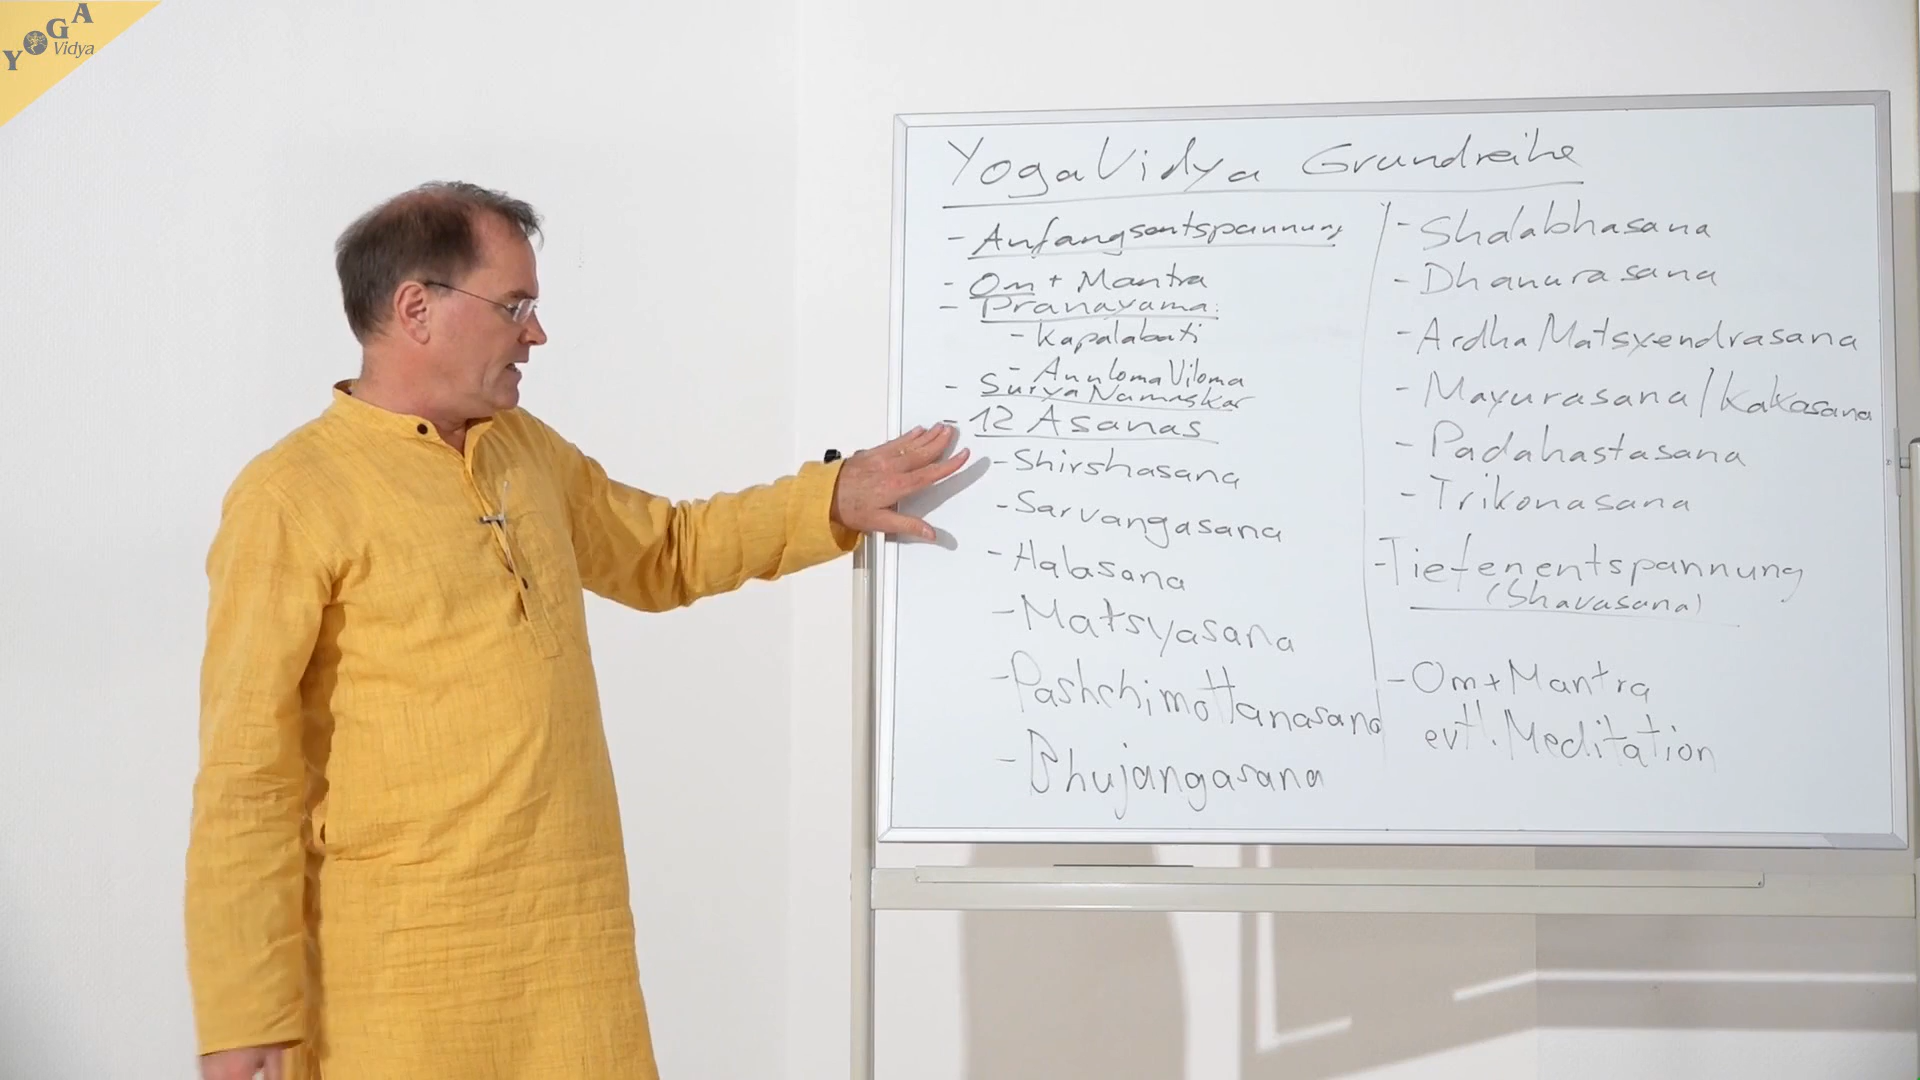 YOGA
Vidya
Yoga Vidya Grundreihe
- Anfangsentspannung
- Om + Mantra
- Pranayama:
- Kapalabati
- Anuloma Viloma
- Surya Namaskar
- 12 Asanas
- Shirshasana
- Sarvangasana
- Halasana
- Matsyasana
- Pashchimottanasana
- Bhujangasana
- Shalabhasana
- Dhanurasana
- Ardha Matsyendrasana
- Mayurasana / Kakasana
- Padahastasana
- Trikonasana
- Tiefenentspannung
(Shavasana)
- Om + Mantra
evtl. Meditation